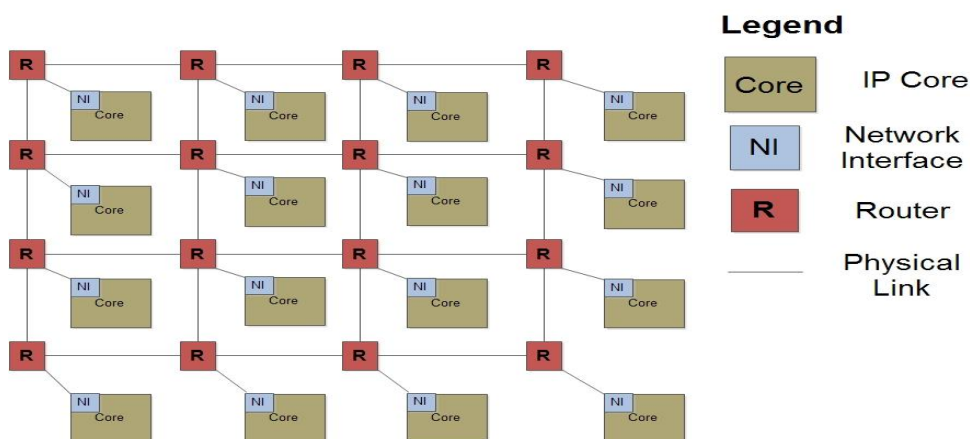 Legend
R R R R
NI Core NI Core NI Core NI Core
R R R R
NI Core NI Core NI Core NI Core
R R R R
NI Core NI Core NI Core NI Core
R R R R
NI Core NI Core NI Core NI Core
Core IP Core
NI Network
Interface
R Router
Physical
Link